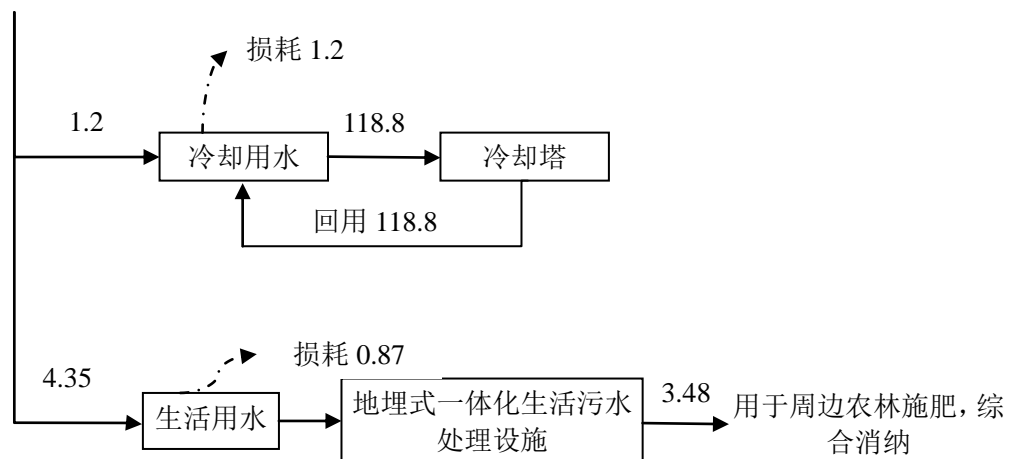 损耗 1.2
1.2
118.8
冷却用水
冷却塔
回用 118.8
损耗 0.87
4.35
生活用水
地埋式一体化生活污水
处理设施
3.48
用于周边农林施肥，综
合消纳